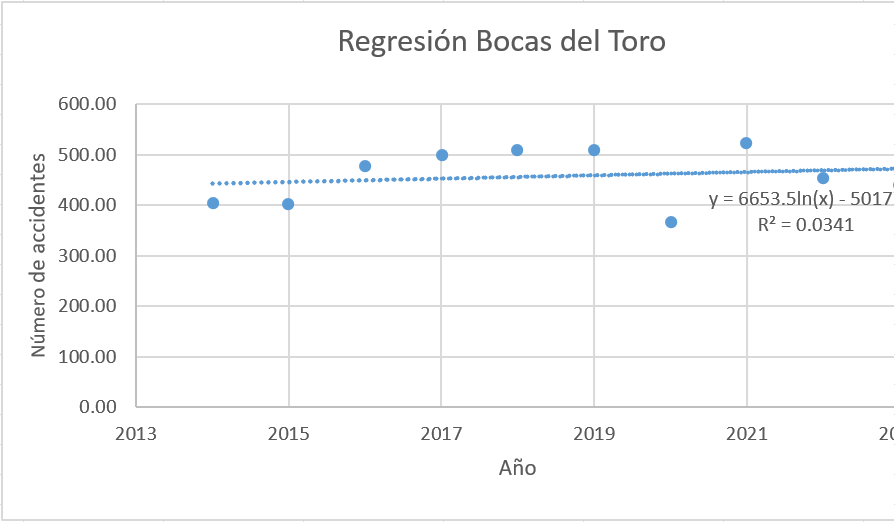 Regresión Bocas del Toro
600.00
500.00
400.00
300.00
200.00
100.00
0.00
Número de accidentes
y = 6653.5ln(x) - 5017
R² = 0.0341
2013 2015 2017 2019 2021
Año